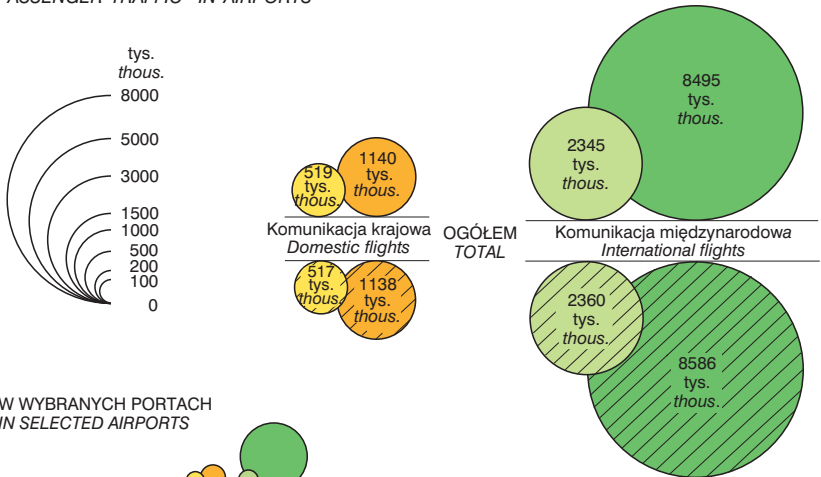 PASSENGER TRAFFIC IN AIRPORTS
tys.
thous.
8000
5000
3000
1500
1000
500
200
100
0
519
tys.
thous.
1140
tys.
thous.
Komunikacja krajowa
Domestic flights
517
tys.
thous.
1138
tys.
thous.
OGÓŁEM
TOTAL
2345
tys.
thous.
8495
tys.
thous.
Komunikacja międzynarodowa
International flights
2360
tys.
thous.
8586
tys.
thous.
W WYBRANYCH PORTACH
IN SELECTED AIRPORTS